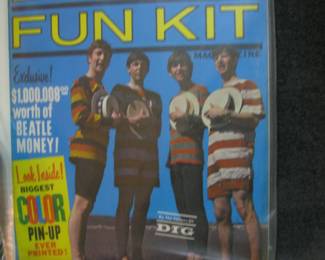 FUN KIT
MAGAZINE
Exclusive!
$1,000,000.00
worth of
BEATLE
MONEY!
Look Inside!
BIGGEST
COLOR
PIN-UP
EVER
PRINTED!
DIG